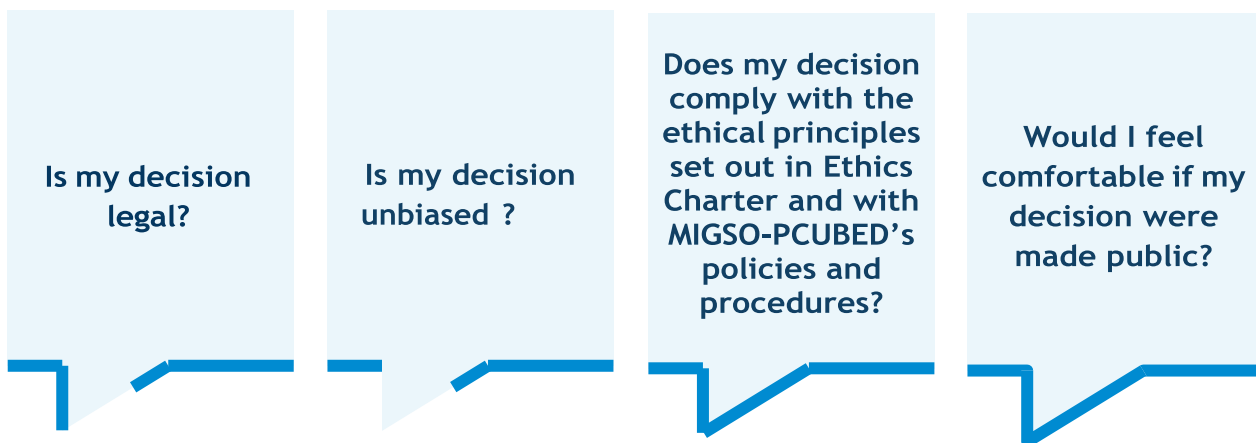 Is my decision
legal?
Is my decision
unbiased ?
Does my decision
comply with the
ethical principles
set out in Ethics
Charter and with
MIGSO-PCUBED’s
policies and
procedures?
Would I feel
comfortable if my
decision were
made public?